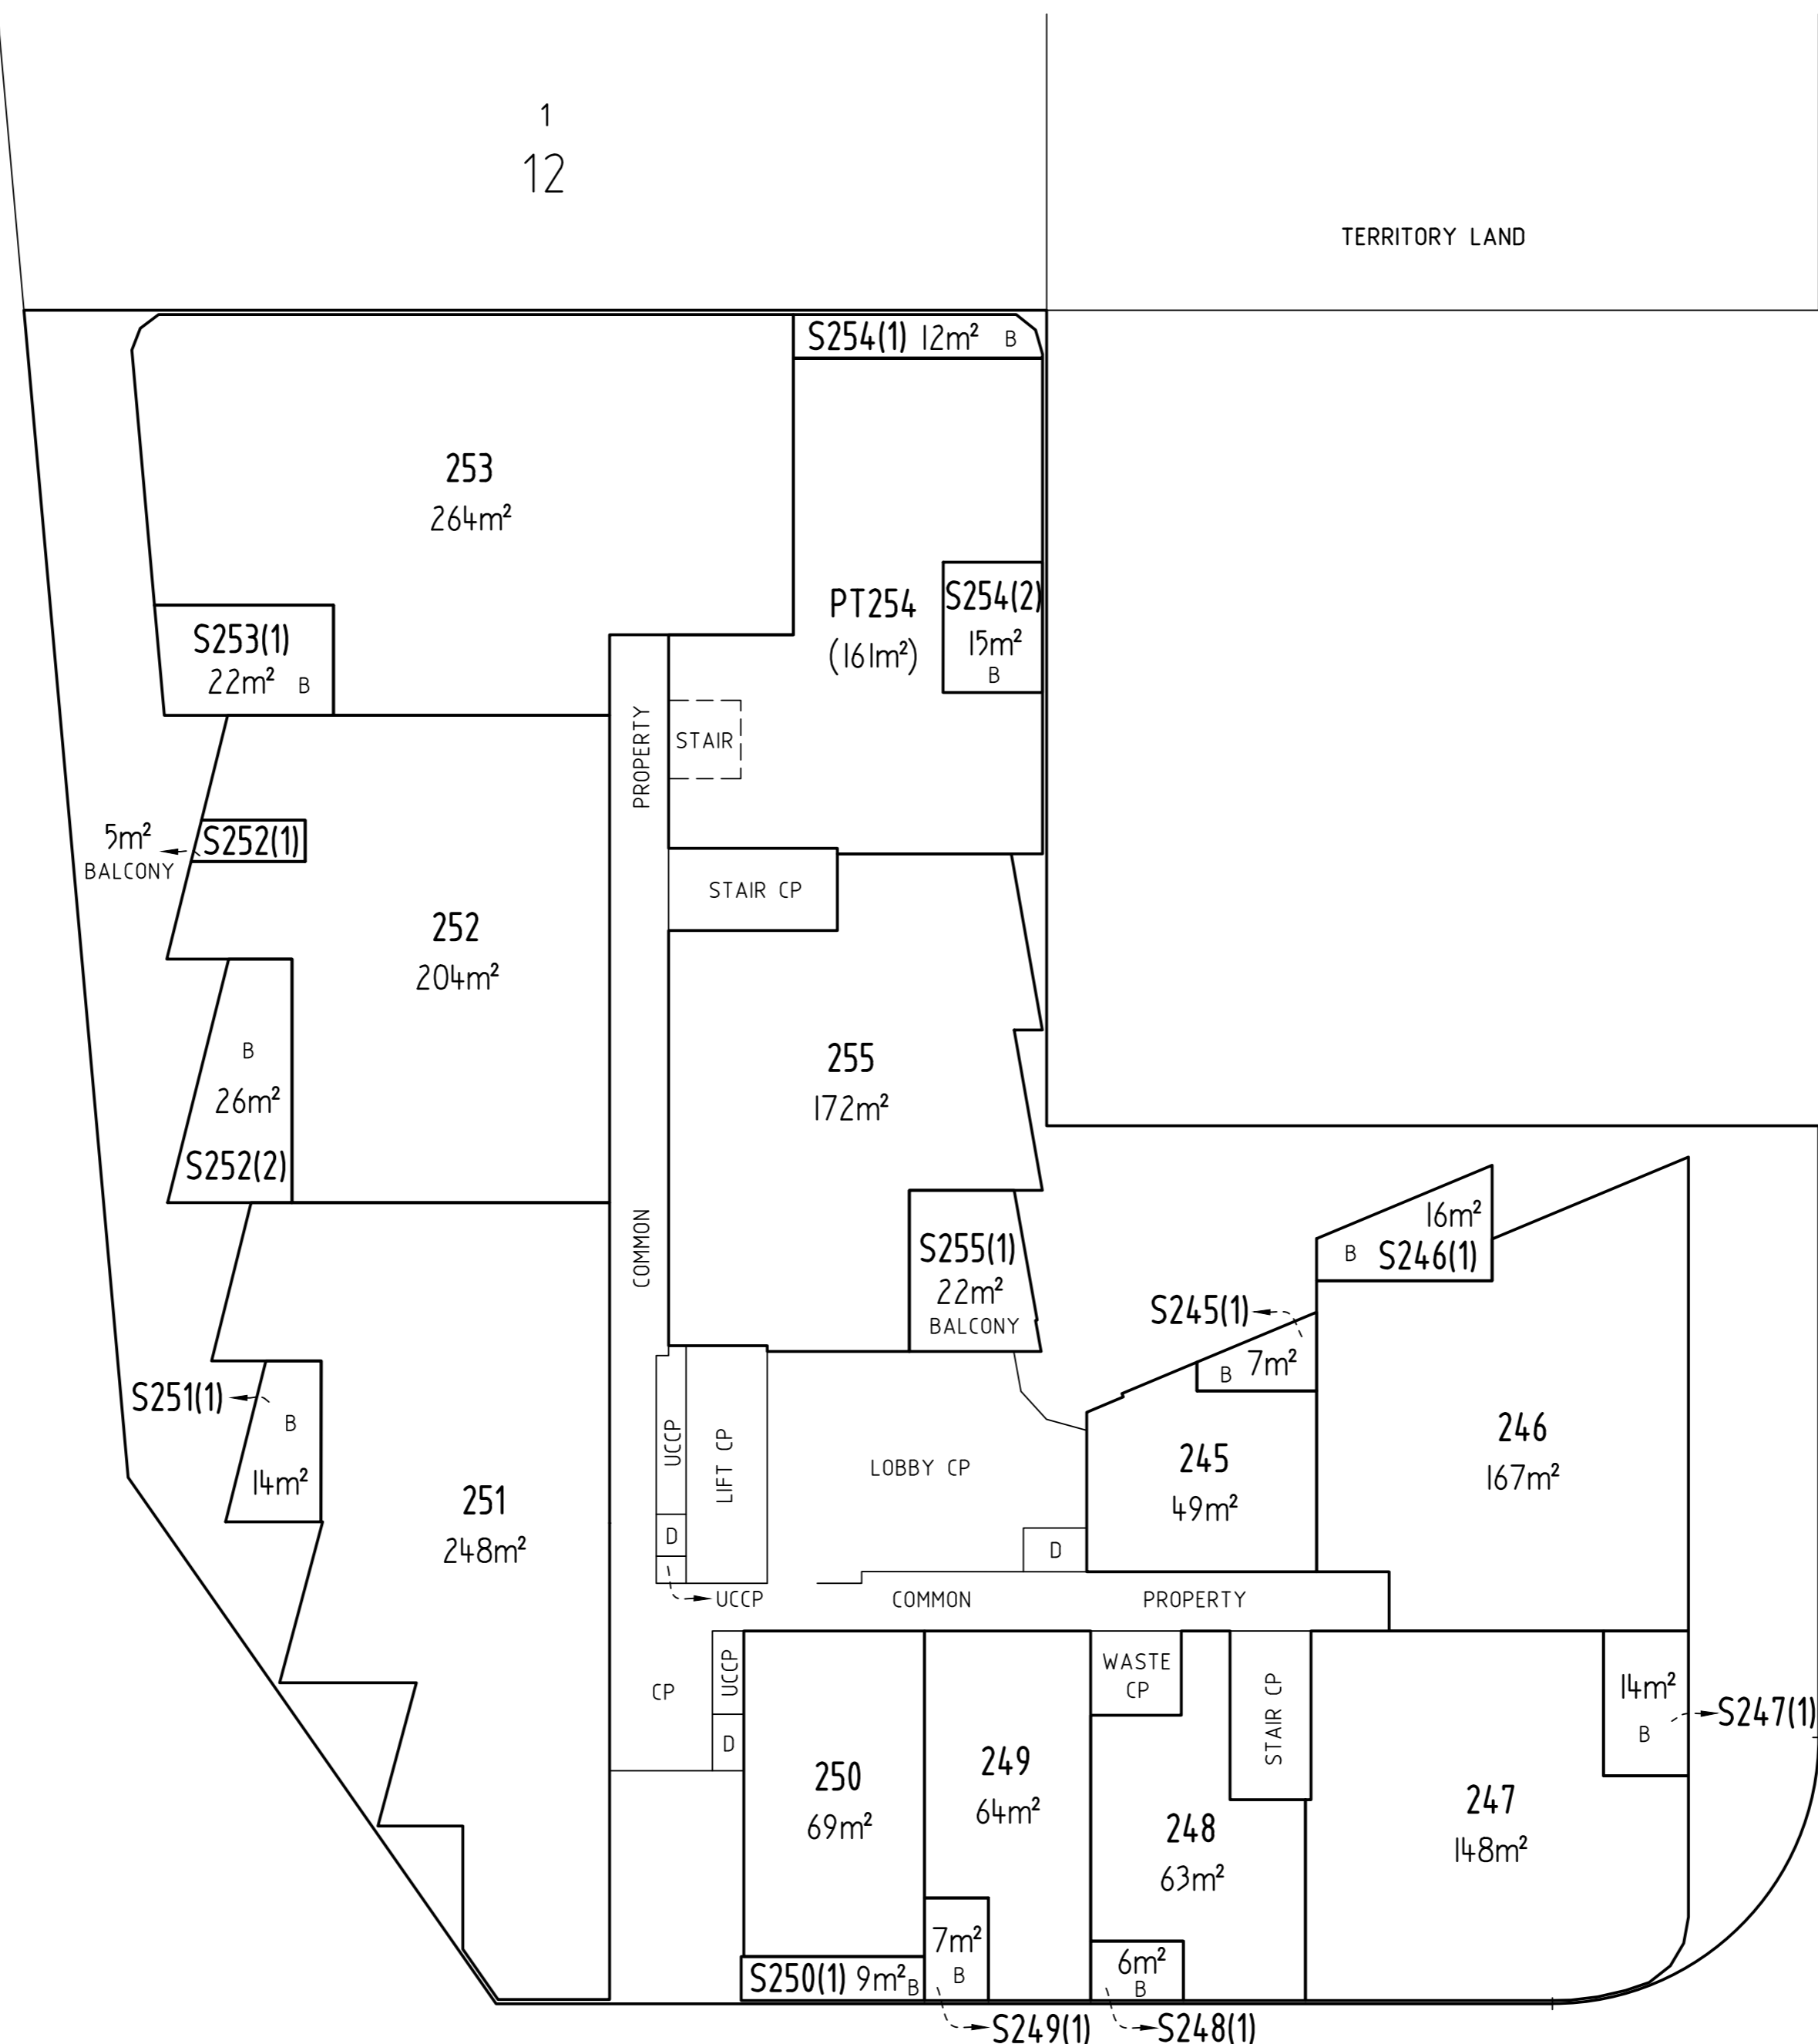 1
12
TERRITORY LAND
S254(1) 12m² B
253
264m²
S254(2)
15m²
B
PT254
(161m²)
S253(1)
22m² B
PROPERTY
STAIR
5m²
BALCONY
S252(1)
STAIR CP
252
204m²
B
26m²
S252(2)
255
172m²
COMMON
S255(1)
22m²
BALCONY
16m²
B S246(1)
S245(1)
B 7m²
S251(1)
B
14m²
251
248m²
UCCP
LIFT CP
D
LOBBY CP
245
49m²
246
167m²
D
UCCP
COMMON PROPERTY
CP
UCCP
D
WASTE
CP
STAIR CP
14m²
B
S247(1)
250
69m²
249
64m²
248
63m²
247
148m²
S250(1) 9m² B
7m²
B
6m²
B
S249(1)
S248(1)